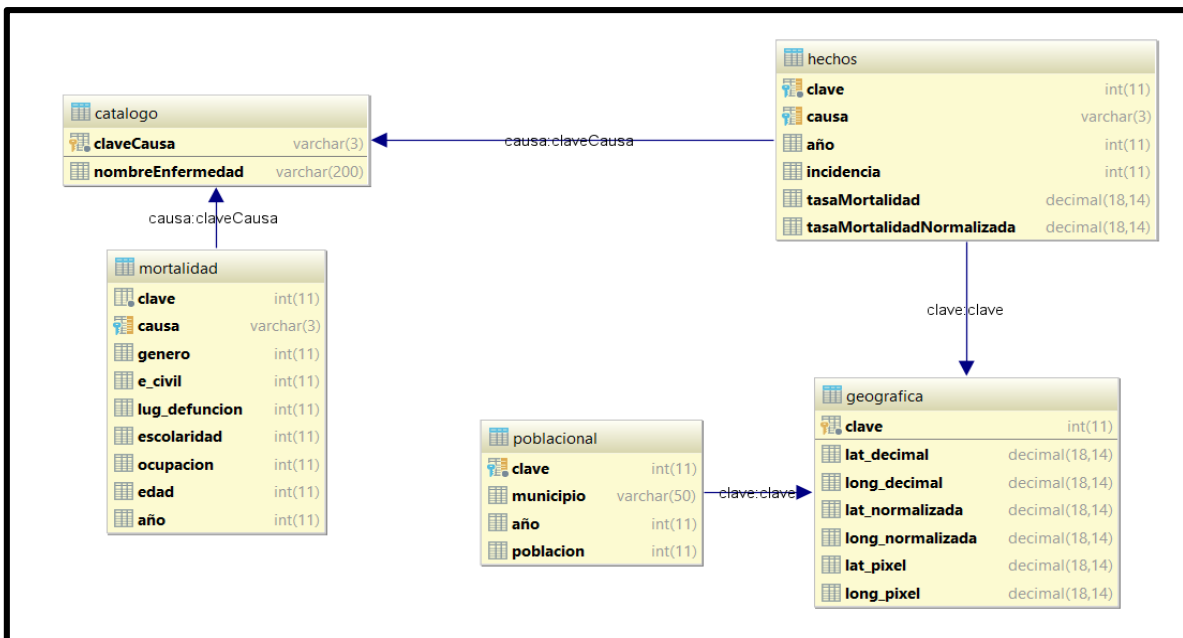 hechos
clave int(11)
causa varchar(3)
año int(11)
incidencia int(11)
tasaMortalidad decimal(18,14)
tasaMortalidadNormalizada decimal(18,14)
catalogo
claveCausa varchar(3)
nombreEnfermedad varchar(200)
causa:claveCausa
causa:claveCausa
mortalidad
clave int(11)
causa varchar(3)
genero int(11)
e_civil int(11)
lug_defuncion int(11)
escolaridad int(11)
ocupacion int(11)
edad int(11)
año int(11)
clave:clave
poblacional
clave int(11)
municipio varchar(50)
año int(11)
poblacion int(11)
clave:clave
geografica
clave int(11)
lat_decimal decimal(18,14)
long_decimal decimal(18,14)
lat_normalizada decimal(18,14)
long_normalizada decimal(18,14)
lat_pixel decimal(18,14)
long_pixel decimal(18,14)